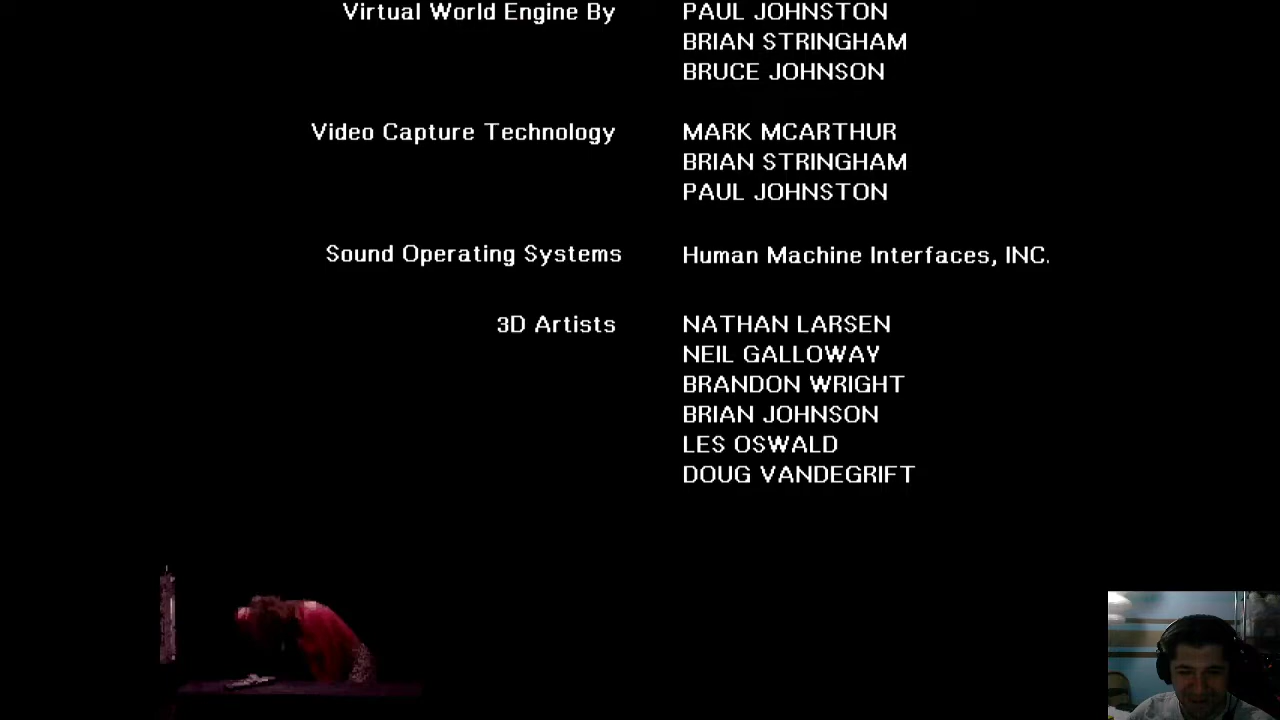 Virtual World Engine By PAUL JOHNSTON
BRIAN STRINGHAM
BRUCE JOHNSON
Video Capture Technology MARK MCARTHUR
BRIAN STRINGHAM
PAUL JOHNSTON
Sound Operating Systems Human Machine Interfaces, INC.
3D Artists NATHAN LARSEN
NEIL GALLOWAY
BRANDON WRIGHT
BRIAN JOHNSON
LES OSWALD
DOUG VANDEGRIFT